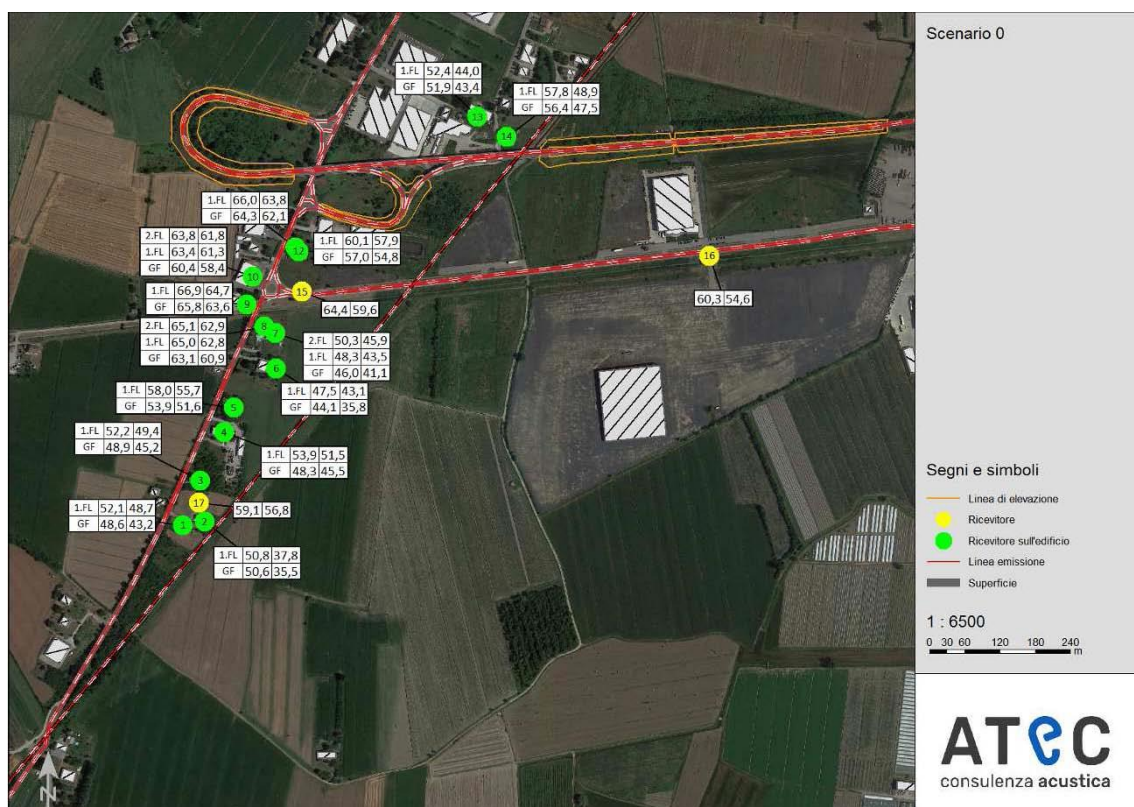 Scenario 0
1.FL 52,4 44,0
GF 51,9 43,4
1.FL 57,8 48,9
GF 56,4 47,5
13
14
1.FL 66,0 63,8
GF 64,3 62,1
2.FL 63,8 61,8
1.FL 63,4 61,3
GF 60,4 58,4
12
1.FL 60,1 57,9
GF 57,0 54,8
16
10
60,3 54,6
1.FL 66,9 64,7
GF 65,8 63,6
15
9
64,4 59,6
2.FL 65,1 62,9
1.FL 65,0 62,8
GF 63,1 60,9
8
7
2.FL 50,3 45,9
1.FL 48,3 43,5
GF 46,0 41,1
6
1.FL 58,0 55,7
GF 53,9 51,6
1.FL 47,5 43,1
GF 44,1 35,8
5
1.FL 52,2 49,4
GF 48,9 45,2
4
1.FL 53,9 51,5
GF 48,3 45,5
3
17
59,1 56,8
1.FL 52,1 48,7
GF 48,6 43,2
1
2
1.FL 50,8 37,8
GF 50,6 35,5
Segni e simboli
Linea di elevazione
Ricevitore
Ricevitore sull'edificio
Linea emissione
Superficie
1 : 6500
0 30 60 120 180 240
m
N
ATeC
consulenza acustica